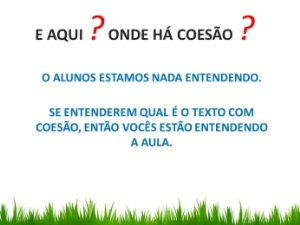 E AQUI ? ONDE HÁ COESÃO ?
O ALUNOS ESTAMOS NADA ENTENDENDO.
SE ENTENDEREM QUAL É O TEXTO COM
COESÃO, ENTÃO VOCÊS ESTÃO ENTENDENDO
A AULA.